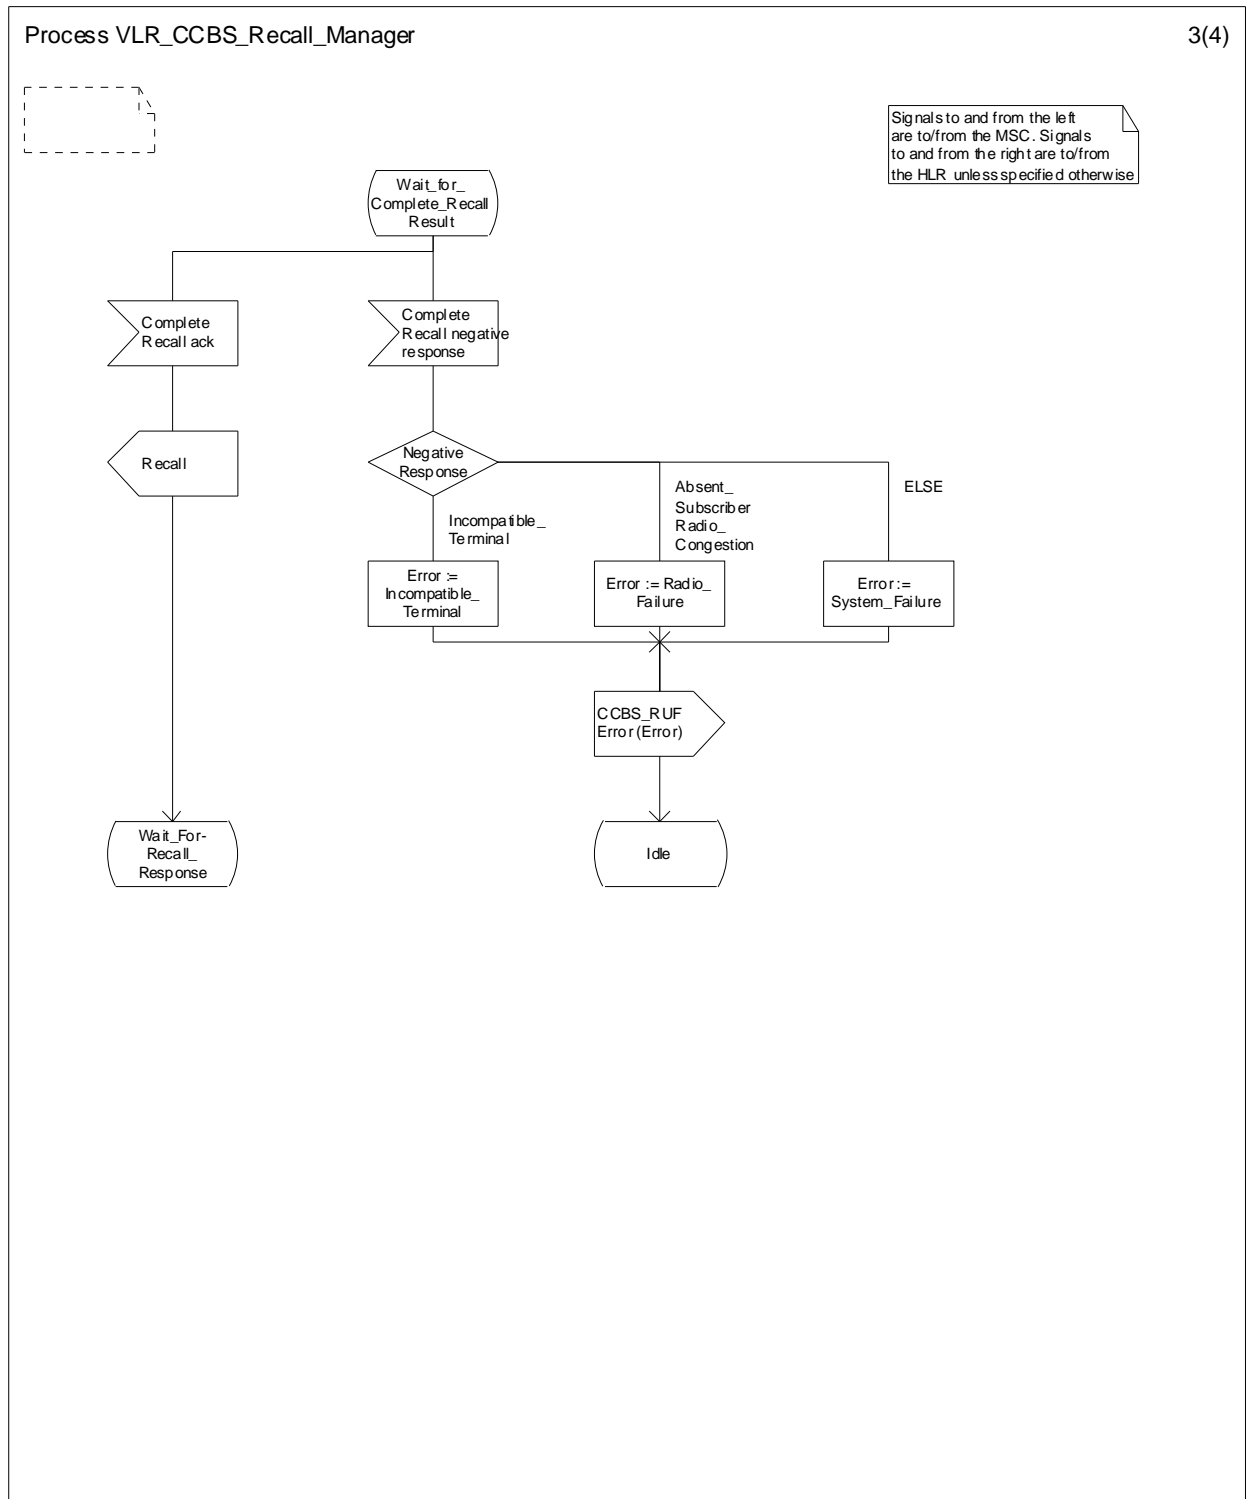 Process VLR_CCBS_Recall_Manager
3(4)
Signals to and from the left
are to/from the MSC. Signals
to and from the right are to/from
the HLR unless specified otherwise
Wait_for_
Complete_Recall
Result
Complete
Recall ack
Complete
Recall negative
response
Recall
Negative
Response
Incompatible_
Terminal
Absent_
Subscriber
Radio_
Congestion
ELSE
Error :=
Incompatible_
Terminal
Error := Radio_
Failure
Error :=
System_Failure
CCBS_RUF
Error (Error)
Wait_For-
Recall_
Response
Idle